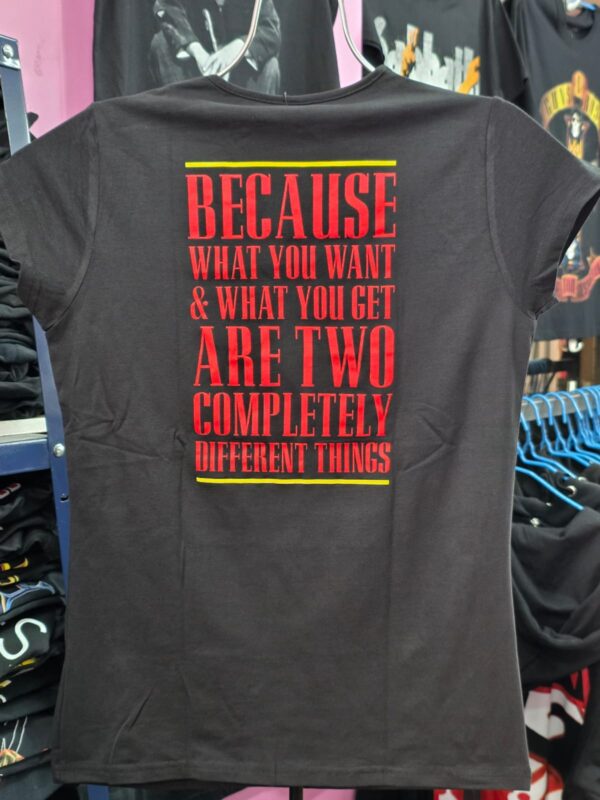 BECAUSE
WHAT YOU WANT
& WHAT YOU GET
ARE TWO
COMPLETELY
DIFFERENT THINGS